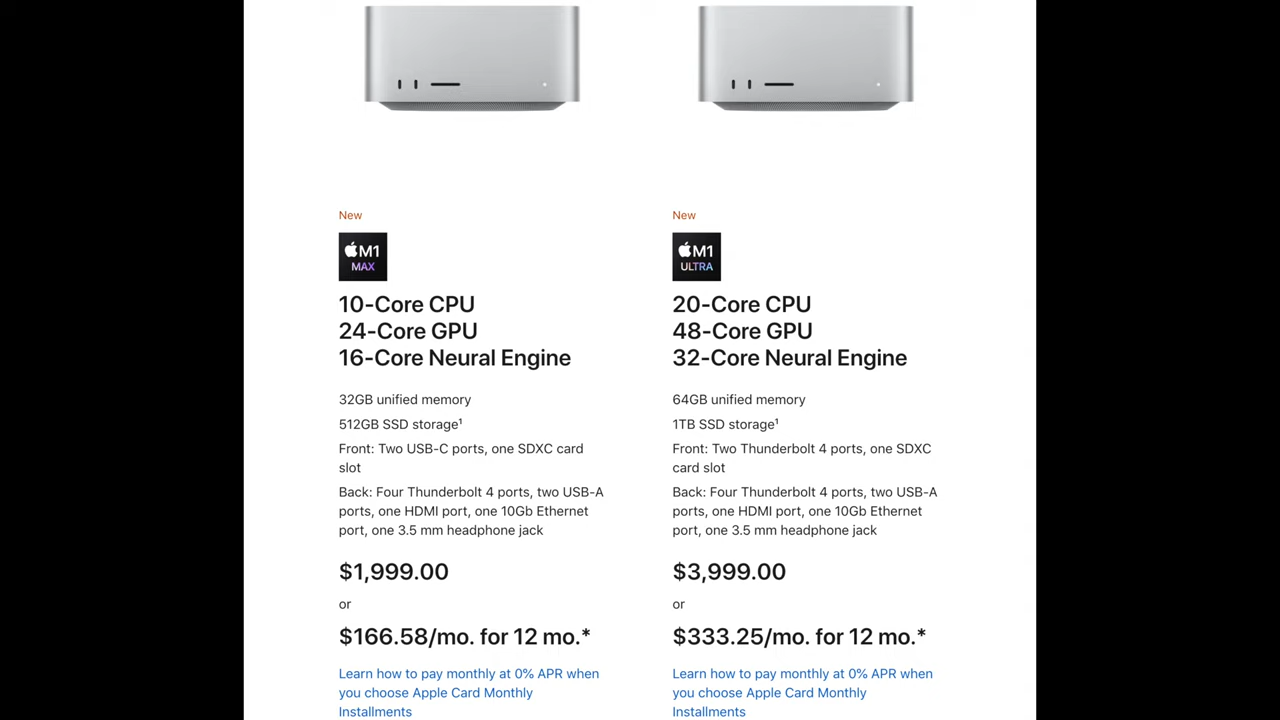 New
M1
MAX
10-Core CPU
24-Core GPU
16-Core Neural Engine
32GB unified memory
512GB SSD storage¹
Front: Two USB-C ports, one SDXC card
slot
Back: Four Thunderbolt 4 ports, two USB-A
ports, one HDMI port, one 10Gb Ethernet
port, one 3.5 mm headphone jack
$1,999.00
or
$166.58/mo. for 12 mo.*
Learn how to pay monthly at 0% APR when
you choose Apple Card Monthly
Installments
New
M1
ULTRA
20-Core CPU
48-Core GPU
32-Core Neural Engine
64GB unified memory
1TB SSD storage¹
Front: Two Thunderbolt 4 ports, one SDXC
card slot
Back: Four Thunderbolt 4 ports, two USB-A
ports, one HDMI port, one 10Gb Ethernet
port, one 3.5 mm headphone jack
$3,999.00
or
$333.25/mo. for 12 mo.*
Learn how to pay monthly at 0% APR when
you choose Apple Card Monthly
Installments